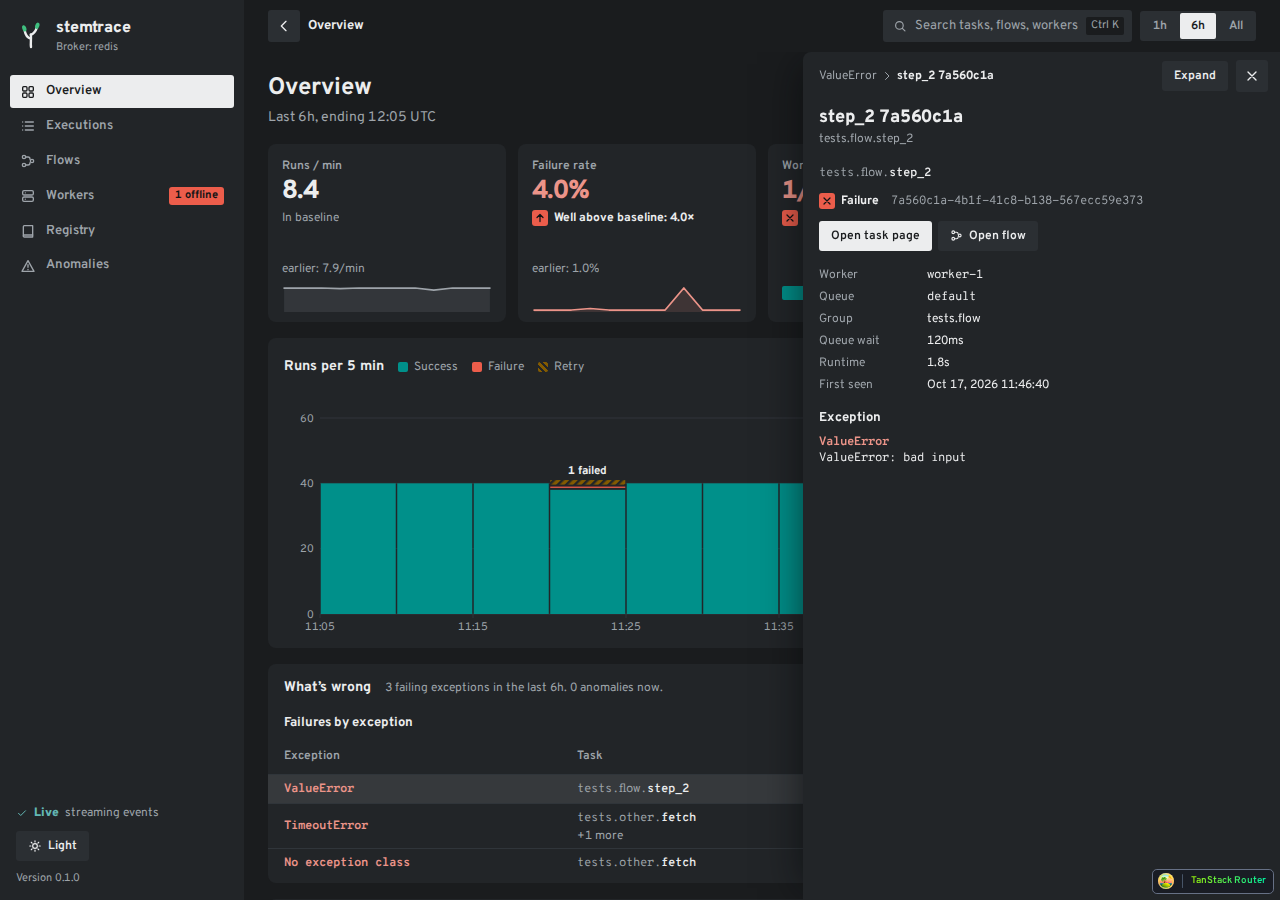 stemtrace
Broker: redis
Overview
Executions
Flows
Workers
1 offline
Registry
Anomalies
Live streaming events
Light
Version 0.1.0
Overview
Search tasks, flows, workers
Ctrl K
1h
6h
All
Overview
Last 6h, ending 12:05 UTC
Runs / min
8.4
In baseline
earlier: 7.9/min
Failure rate
4.0%
Well above baseline: 4.0×
earlier: 1.0%
Runs per 5 min
Success
Failure
Retry
60
40
20
0
1 failed
11:05
11:15
11:25
11:35
What's wrong
3 failing exceptions in the last 6h. 0 anomalies now.
Failures by exception
Exception
Task
ValueError
tests.flow.step_2
TimeoutError
tests.other.fetch
+1 more
No exception class
tests.other.fetch
ValueError
step_2 7a560c1a
Expand
step_2 7a560c1a
tests.flow.step_2
tests.flow.step_2
Failure
7a560c1a-4b1f-41c8-b138-567ecc59e373
Open task page
Open flow
Worker
worker-1
Queue
default
Group
tests.flow
Queue wait
120ms
Runtime
1.8s
First seen
Oct 17, 2026 11:46:40
Exception
ValueError
ValueError: bad input
TanStack Router